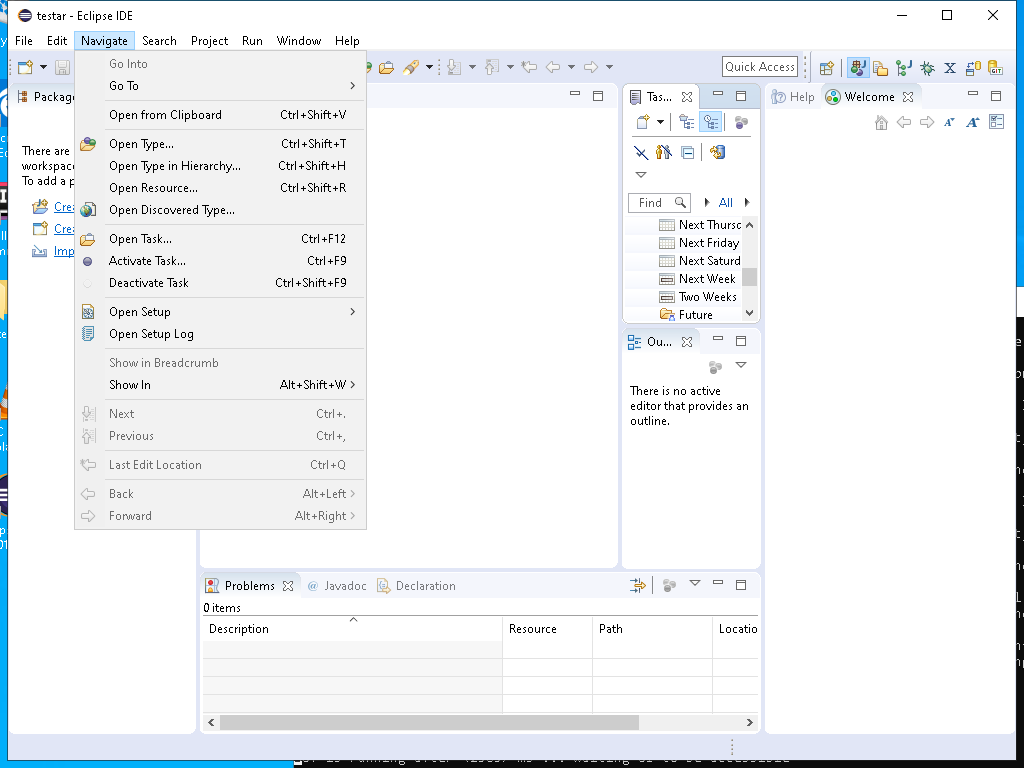 testar - Eclipse IDE
File Edit Navigate Search Project Run Window Help
Quick Access
Go Into
Go To
Open from Clipboard Ctrl+Shift+V
Open Type... Ctrl+Shift+T
Open Type in Hierarchy... Ctrl+Shift+H
Open Resource... Ctrl+Shift+R
Open Discovered Type...
Open Task... Ctrl+F12
Activate Task... Ctrl+F9
Deactivate Task Ctrl+Shift+F9
Open Setup
Open Setup Log
Show in Breadcrumb
Show In Alt+Shift+W
Next Ctrl+.
Previous Ctrl+,
Last Edit Location Ctrl+Q
Back Alt+Left
Forward Alt+Right
Packag
There are
workspac
To add a p
Crea
Crea
Imp
Tas...
Find All
Next Thursd
Next Friday
Next Saturd
Next Week
Two Weeks
Future
Ou...
There is no active
editor that provides an
outline.
Help Welcome
Problems @ Javadoc Declaration
0 items
Description Resource Path Locatio